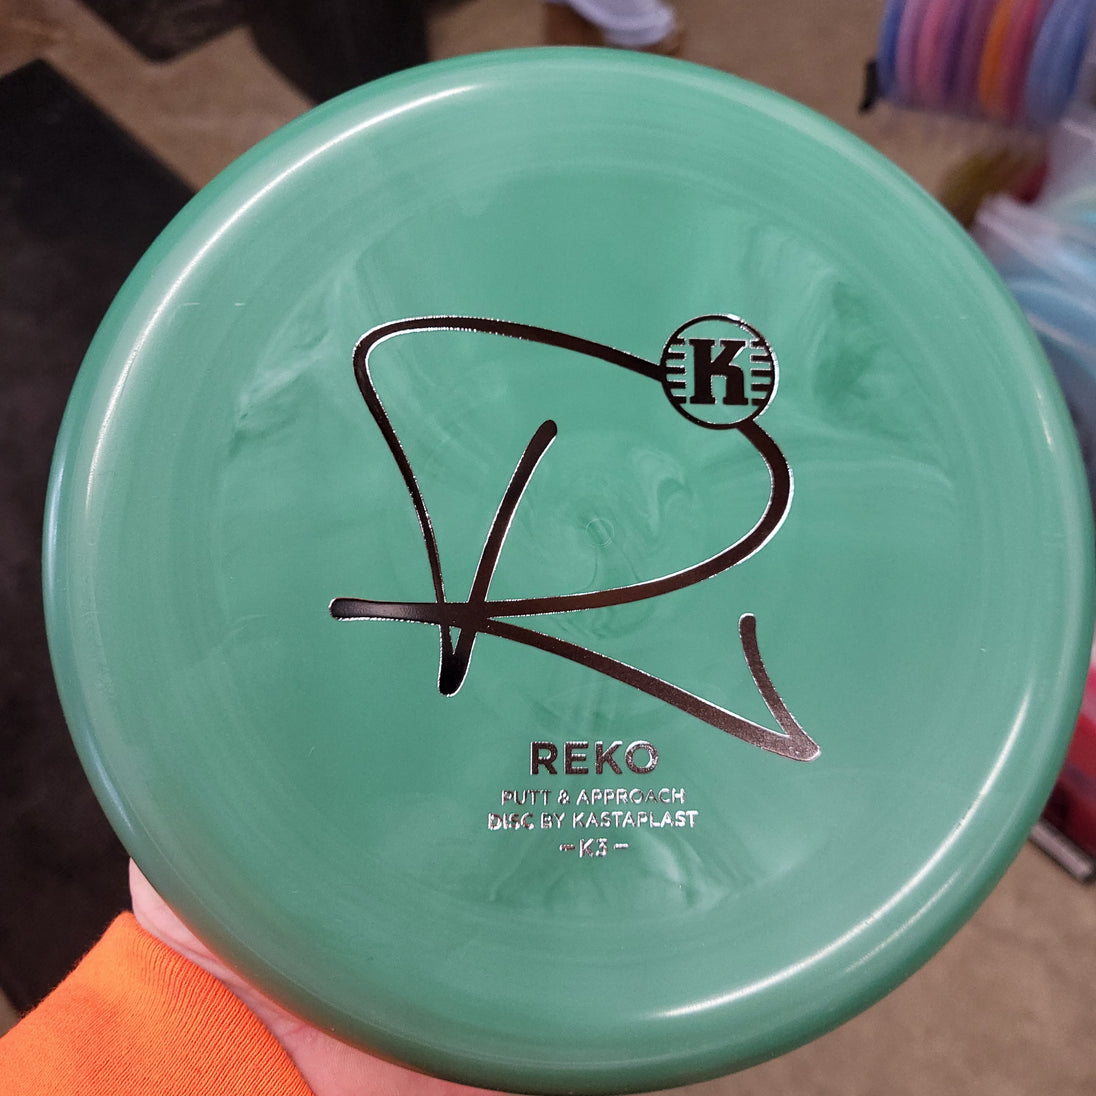 K
R
REKO
PUTT & APPROACH
DISC BY KASTAPLAST
-K3-